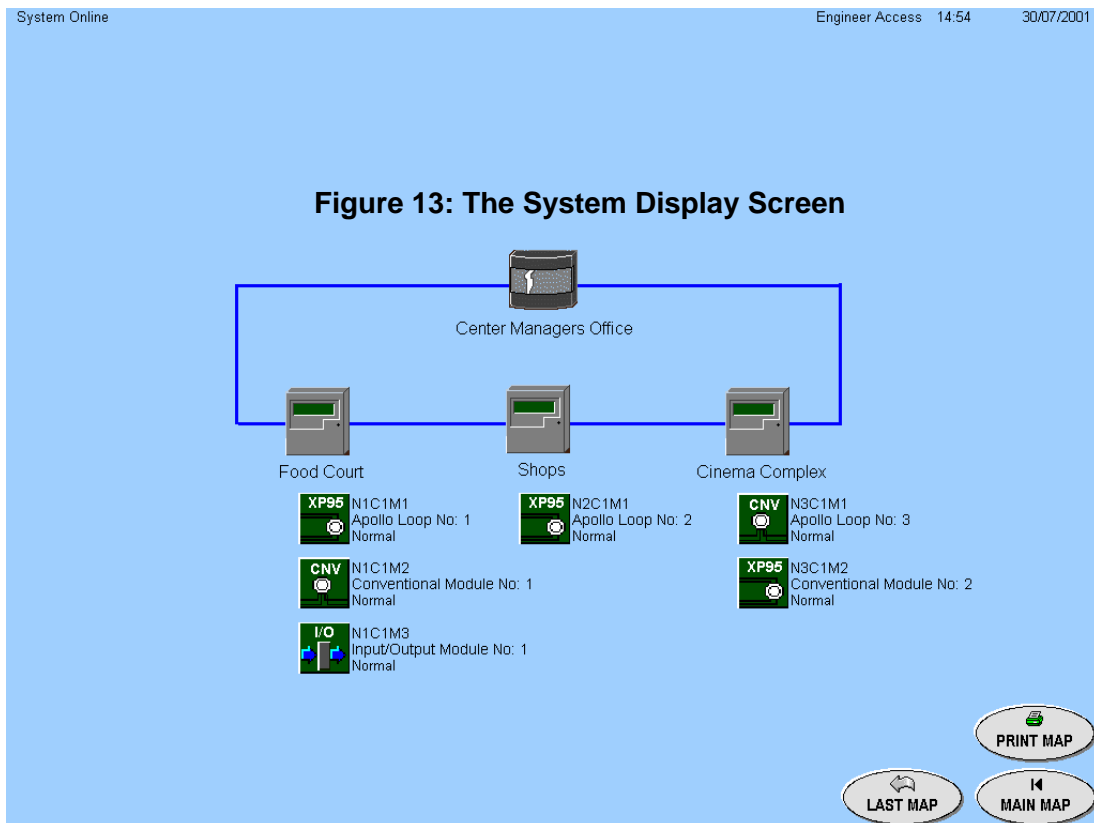 System Online Engineer Access 14:54 30/07/2001
Figure 13: The System Display Screen
Center Managers Office
Food Court
Shops
Cinema Complex
XP95 N1C1M1
Apollo Loop No: 1
Normal
CNV N1C1M2
Conventional Module No: 1
Normal
I/O N1C1M3
Input/Output Module No: 1
Normal
XP95 N2C1M1
Apollo Loop No: 2
Normal
CNV N3C1M1
Apollo Loop No: 3
Normal
XP95 N3C1M2
Conventional Module No: 2
Normal
PRINT MAP
LAST MAP
MAIN MAP